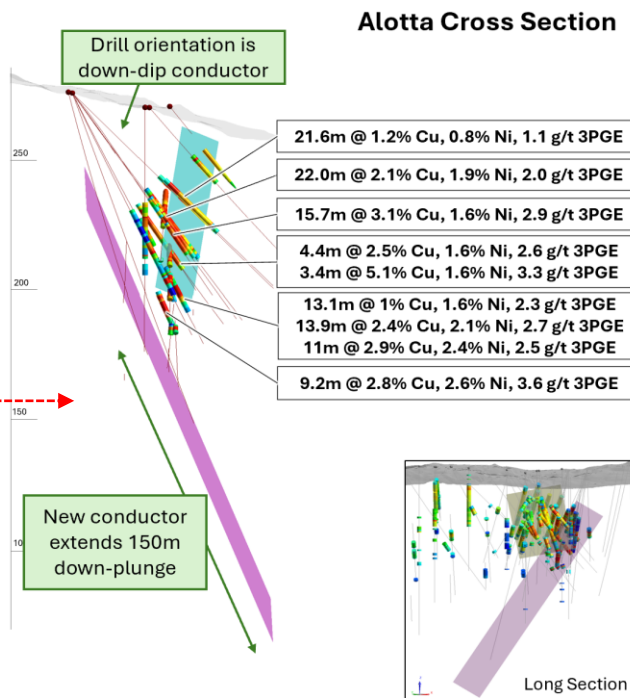 Alotta Cross Section
Drill orientation is
down-dip conductor
250
200
150
10
21.6m @ 1.2% Cu, 0.8% Ni, 1.1 g/t 3PGE
22.0m @ 2.1% Cu, 1.9% Ni, 2.0 g/t 3PGE
15.7m @ 3.1% Cu, 1.6% Ni, 2.9 g/t 3PGE
4.4m @ 2.5% Cu, 1.6% Ni, 2.6 g/t 3PGE
3.4m @ 5.1% Cu, 1.6% Ni, 3.3 g/t 3PGE
13.1m @ 1% Cu, 1.6% Ni, 2.3 g/t 3PGE
13.9m @ 2.4% Cu, 2.1% Ni, 2.7 g/t 3PGE
11m @ 2.9% Cu, 2.4% Ni, 2.5 g/t 3PGE
9.2m @ 2.8% Cu, 2.6% Ni, 3.6 g/t 3PGE
New conductor
extends 150m
down-plunge
Long Section